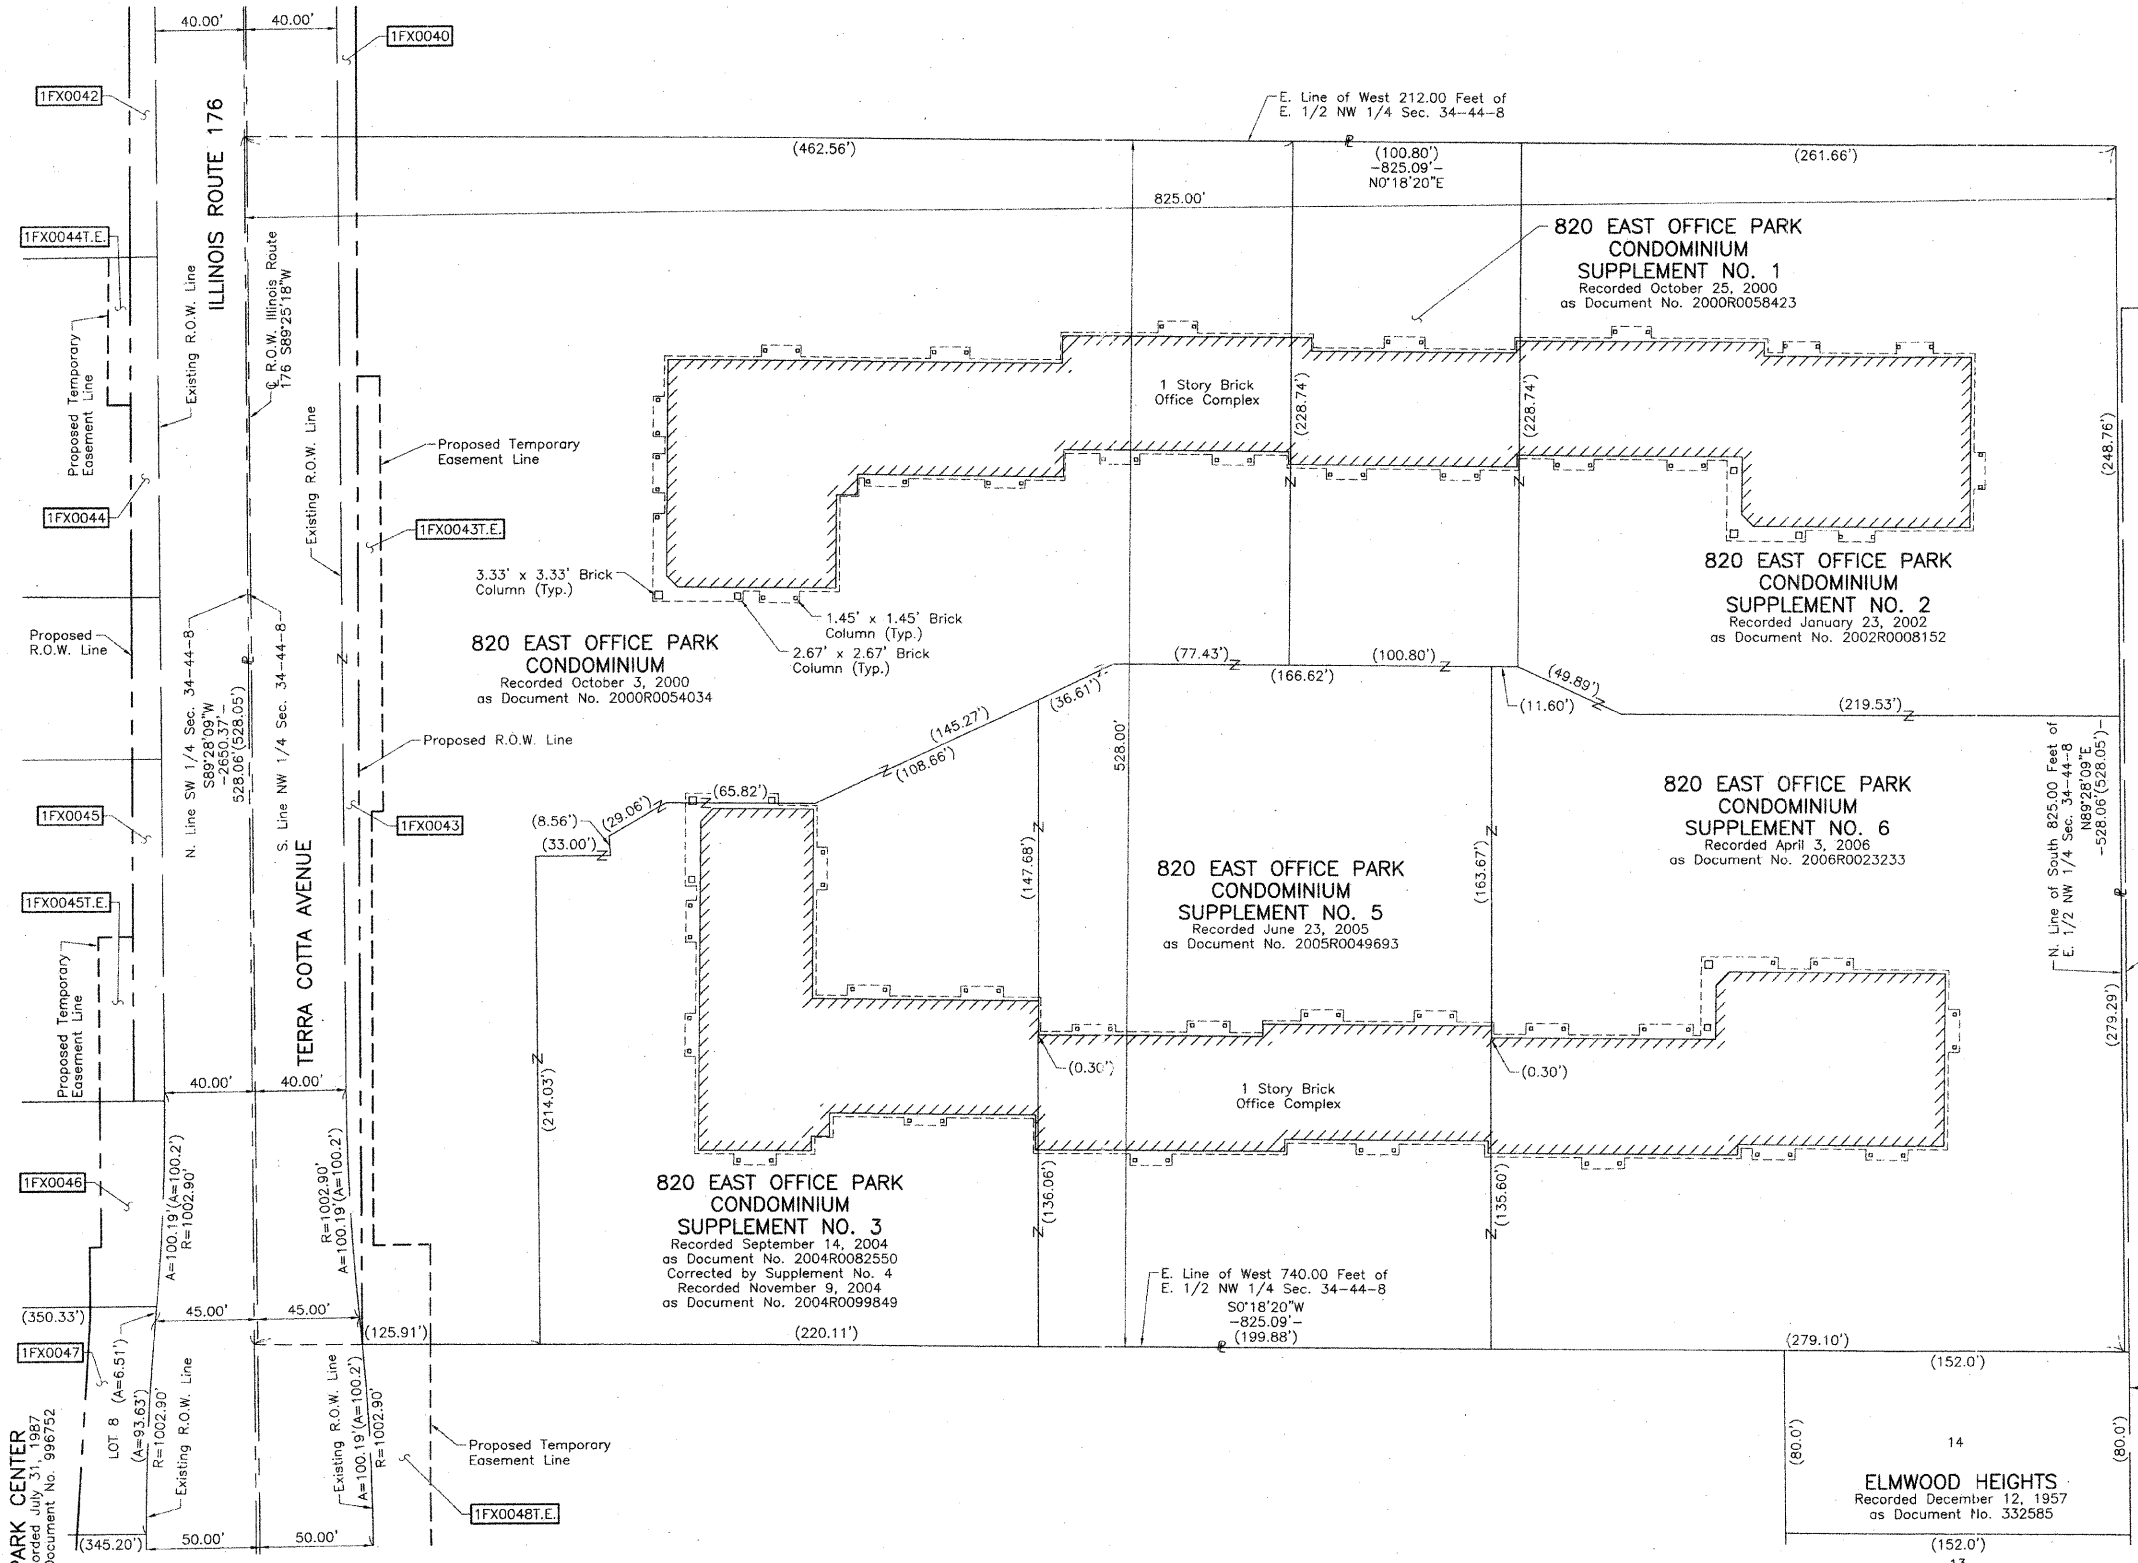 40.00'
40.00'
1FX0040
1FX0042
ILLINOIS ROUTE 176
E. Line of West 212.00 Feet of
E. 1/2 NW 1/4 Sec. 34-44-8
(462.56')
(100.80')
-825.09'-
N0°18'20"E
(261.66')
825.00'
1FX0044T.E.
Existing R.O.W. Line
℄ R.O.W. Illinois Route
176 S89°25'18"W
Proposed Temporary
Easement Line
820 EAST OFFICE PARK
CONDOMINIUM
SUPPLEMENT NO. 1
Recorded October 25, 2000
as Document No. 2000R0058423
1 Story Brick
Office Complex
(228.74')
(228.74')
(248.76')
Existing R.O.W. Line
Proposed Temporary
Easement Line
1FX0044
1FX0043T.E.
3.33' x 3.33' Brick
Column (Typ.)
1.45' x 1.45' Brick
Column (Typ.)
2.67' x 2.67' Brick
Column (Typ.)
820 EAST OFFICE PARK
CONDOMINIUM
Recorded October 3, 2000
as Document No. 2000R0054034
820 EAST OFFICE PARK
CONDOMINIUM
SUPPLEMENT NO. 2
Recorded January 23, 2002
as Document No. 2002R0008152
Proposed
R.O.W. Line
N. Line SW 1/4 Sec. 34-44-8
S89°28'09"W
-2650.37'-
528.06'(528.05')
S. Line NW 1/4 Sec. 34-44-8
(77.43')
(100.80')
(166.62')
(49.89')
(36.61')
(11.60')
(219.53')
(145.27')
(108.66')
528.00'
Proposed R.O.W. Line
N. Line of South 825.00 Feet of
E. 1/2 NW 1/4 Sec. 34-44-8
N89°28'09"E
-528.06'(528.05')-
1FX0045
1FX0043
(65.82')
(29.06')
(8.56')
(33.00')
820 EAST OFFICE PARK
CONDOMINIUM
SUPPLEMENT NO. 6
Recorded April 3, 2006
as Document No. 2006R0023233
(147.68')
(163.67')
820 EAST OFFICE PARK
CONDOMINIUM
SUPPLEMENT NO. 5
Recorded June 23, 2005
as Document No. 2005R0049693
1FX0045T.E.
TERRA COTTA AVENUE
Proposed Temporary
Easement Line
(279.29')
40.00'
40.00'
(214.03')
(0.30')
(0.30')
1 Story Brick
Office Complex
A=100.19'(A=100.2')
R=1002.90'
R=1002.90'
A=100.19'(A=100.2')
1FX0046
820 EAST OFFICE PARK
CONDOMINIUM
SUPPLEMENT NO. 3
Recorded September 14, 2004
as Document No. 2004R0082550
Corrected by Supplement No. 4
Recorded November 9, 2004
as Document No. 2004R0099849
(136.06')
(135.60')
E. Line of West 740.00 Feet of
E. 1/2 NW 1/4 Sec. 34-44-8
S0°18'20"W
-825.09'-
(199.88')
(350.33')
45.00'
45.00'
(125.91')
(220.11')
(279.10')
(152.0')
1FX0047
LOT 8
(A=6.51')
(A=93.63')
R=1002.90'
Existing R.O.W. Line
Existing R.O.W. Line
A=100.19'(A=100.2')
R=1002.90'
Proposed Temporary
Easement Line
1FX0048T.E.
PARK CENTER
orded July 31, 1987
Document No. 996752
(80.0')
14
(80.0')
ELMWOOD HEIGHTS
Recorded December 12, 1957
as Document No. 332585
(345.20')
50.00'
50.00'
(152.0')
13